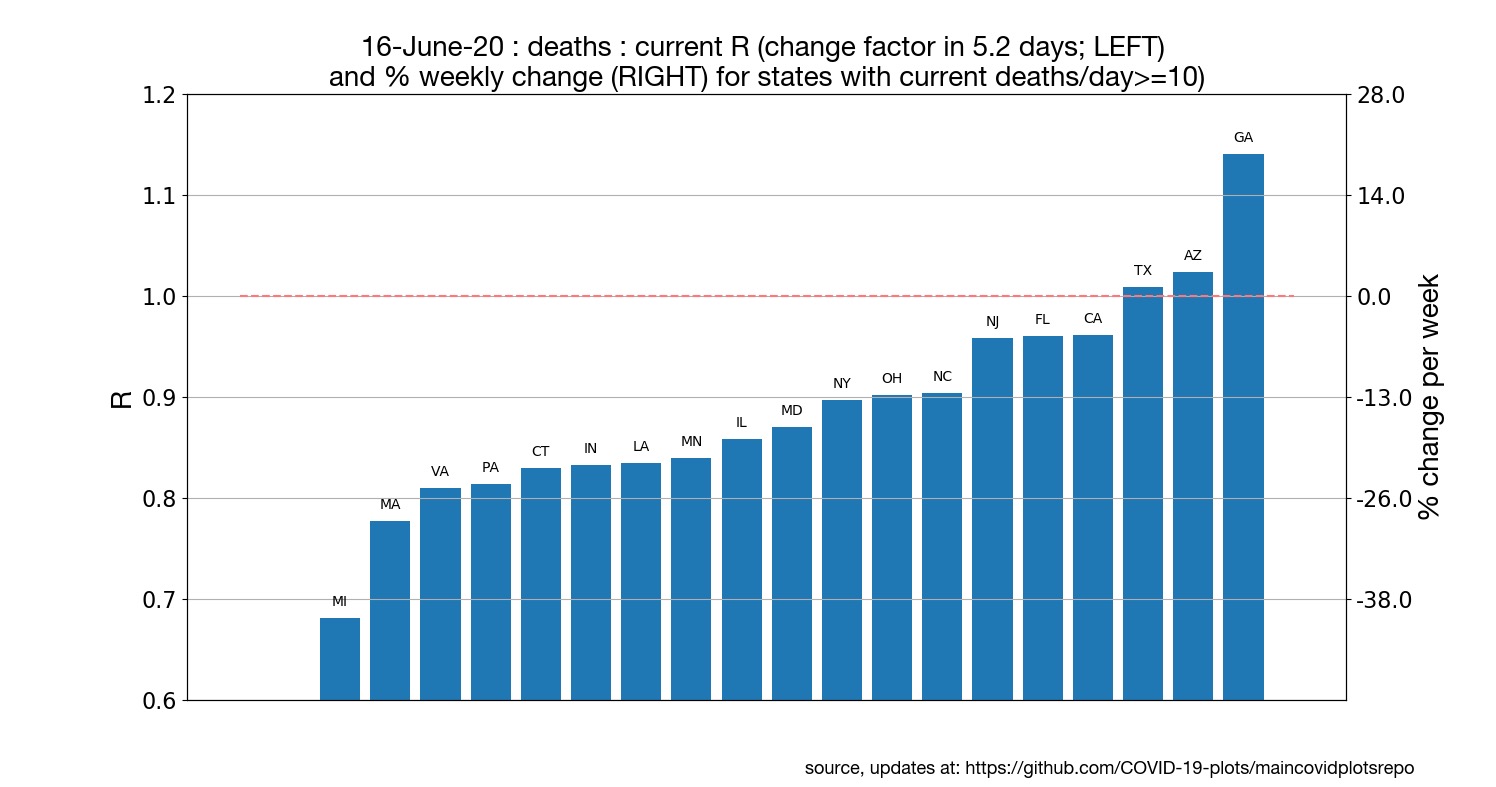 16-June-20 : deaths : current R (change factor in 5.2 days; LEFT)
and % weekly change (RIGHT) for states with current deaths/day>=10)
1.2
1.1
1.0
0.9
0.8
0.7
0.6
R
MI
MA
VA
PA
CT
IN
LA
MN
IL
MD
NY
OH
NC
NJ
FL
CA
TX
AZ
GA
28.0
14.0
0.0
-13.0
-26.0
-38.0
% change per week
source, updates at: https://github.com/COVID-19-plots/maincovidplotsrepo